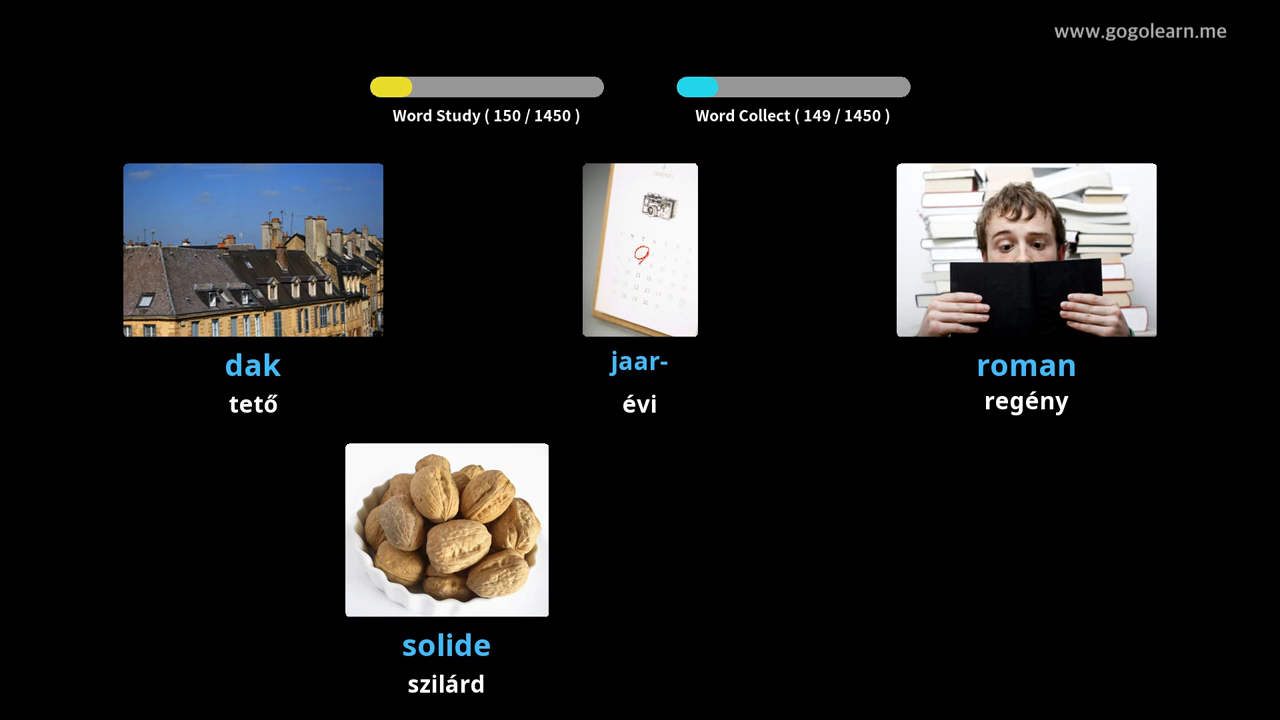 www.gogolearn.me
Word Study ( 150 / 1450 )
Word Collect ( 149 / 1450 )
dak
tető
jaar-
évi
roman
regény
solide
szilárd